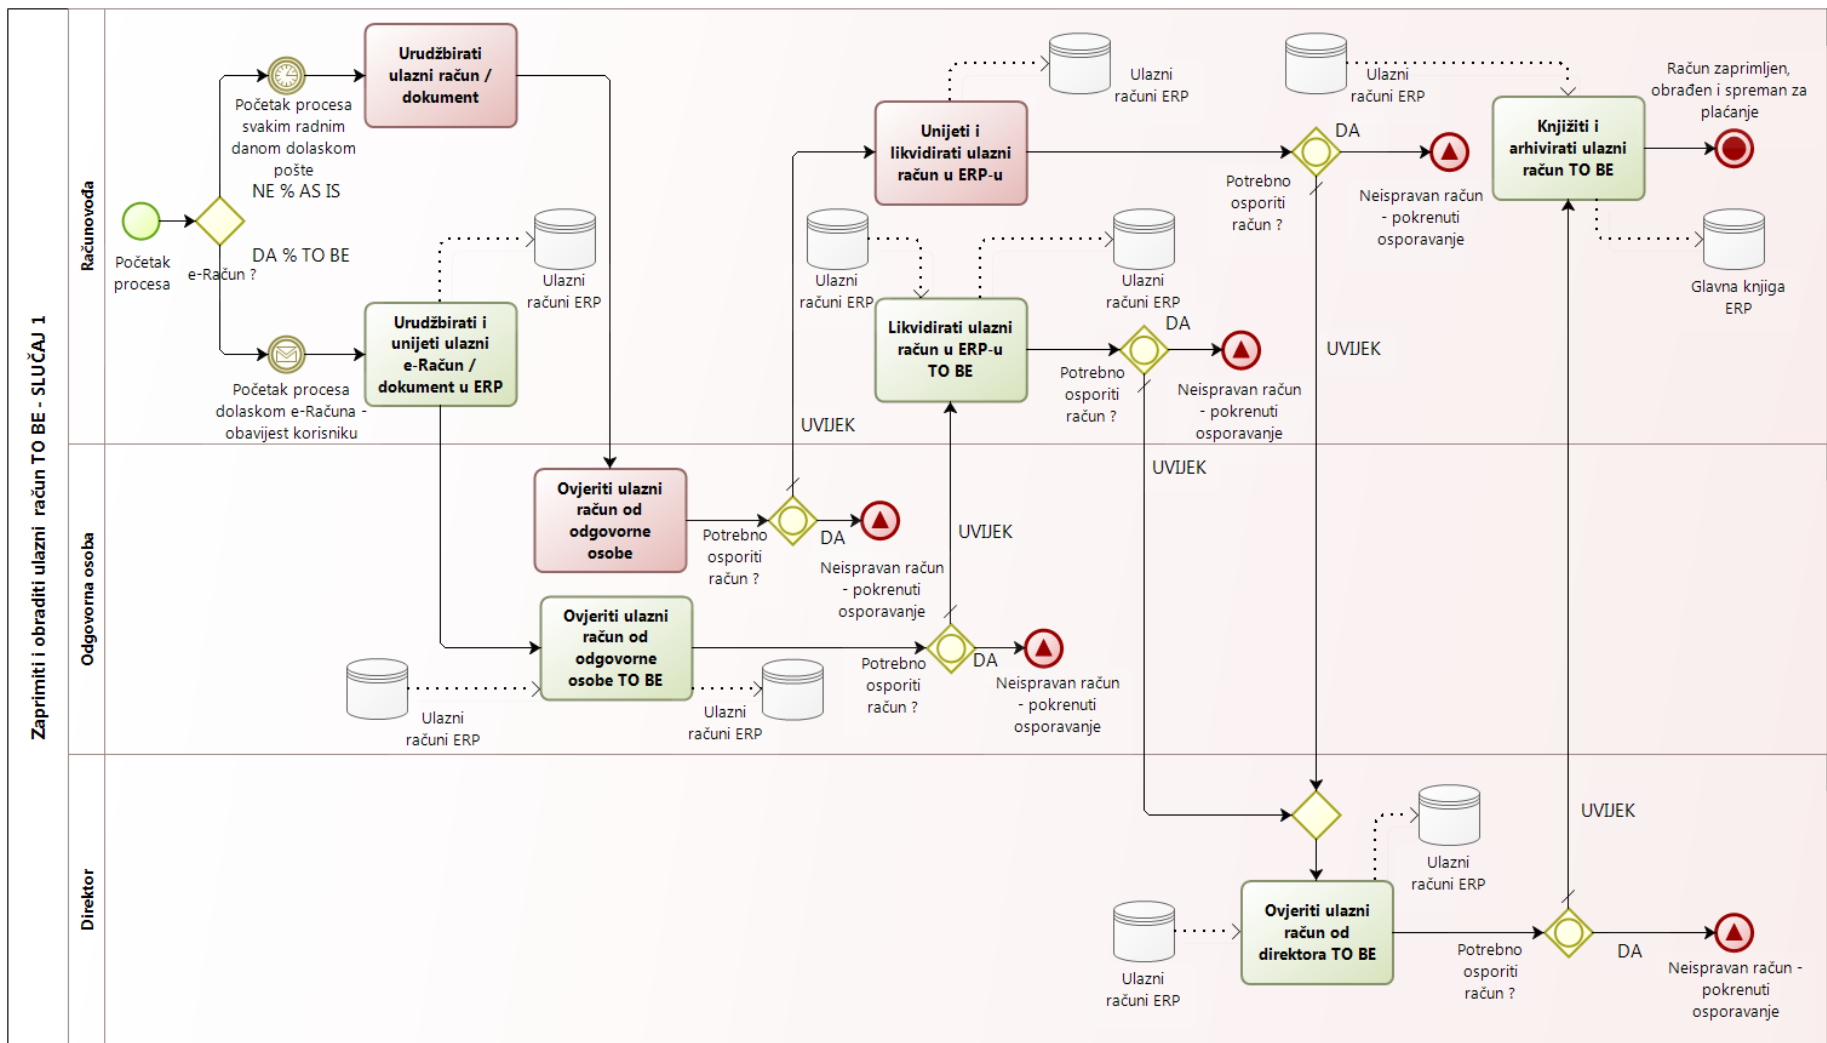 Zaprimiti i obraditi ulazni račun TO BE - SLUČAJ 1
Računovođa
Početak
procesa
e-Račun ?
NE % AS IS
DA % TO BE
Početak procesa
svakim radnim
danom dolaskom
pošte
Urudžbirati
ulazni račun /
dokument
Početak procesa
dolaskom e-Računa -
obavijest korisniku
Urudžbirati i
unijeti ulazni
e-Račun /
dokument u ERP
Ulazni
računi ERP
UVIJEK
Unijeti i
likvidirati ulazni
račun u ERP-u
Ulazni
računi ERP
Ulazni
računi ERP
Likvidirati ulazni
račun u ERP-u
TO BE
Ulazni
računi ERP
Potrebno
osporiti
račun ?
DA
Neispravan račun
- pokrenuti
osporavanje
Potrebno
osporiti
račun ?
DA
Neispravan račun
- pokrenuti
osporavanje
UVIJEK
Ulazni
računi ERP
Knjižiti i
arhivirati ulazni
račun TO BE
Račun zaprimljen,
obrađen i spreman za
plaćanje
Glavna knjiga
ERP
Odgovorna osoba
Ovjeriti ulazni
račun od
odgovorne
osobe
Potrebno
osporiti
račun ?
DA
Neispravan račun
- pokrenuti
osporavanje
UVIJEK
UVIJEK
Ovjeriti ulazni
račun od
odgovorne
osobe TO BE
Ulazni
računi ERP
Ulazni
računi ERP
Potrebno
osporiti
račun ?
DA
Neispravan račun
- pokrenuti
osporavanje
Direktor
Ulazni
računi ERP
Ovjeriti ulazni
račun od
direktora TO BE
Ulazni
računi ERP
Potrebno
osporiti
račun ?
UVIJEK
DA
Neispravan račun -
pokrenuti
osporavanje